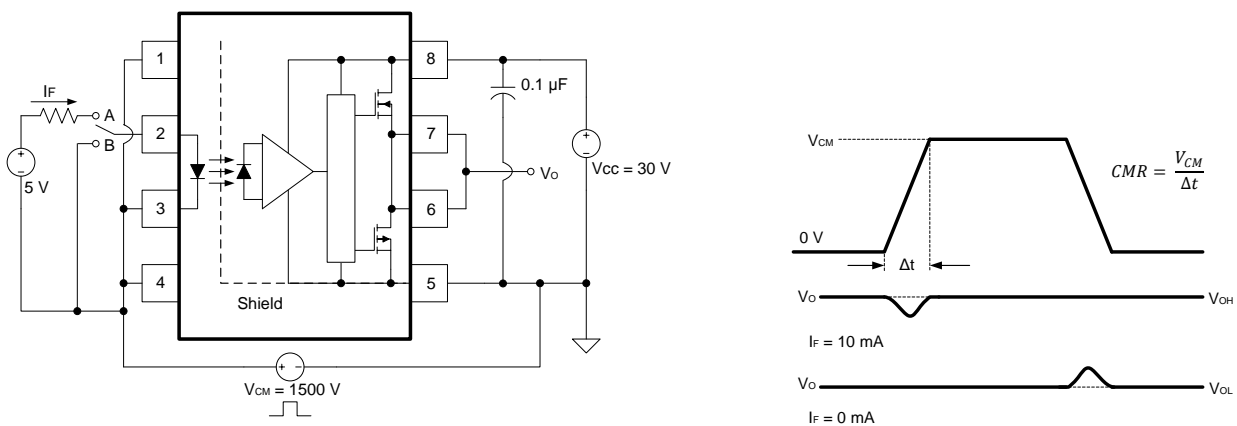 1
8
0.1 µF
IF
A
2
7
B
VO
VCC = 30 V
5 V
3
6
4
5
Shield
VCM = 1500 V
VCM
CMR = VCM / Δt
0 V
Δt
VO
VOH
IF = 10 mA
VO
VOL
IF = 0 mA